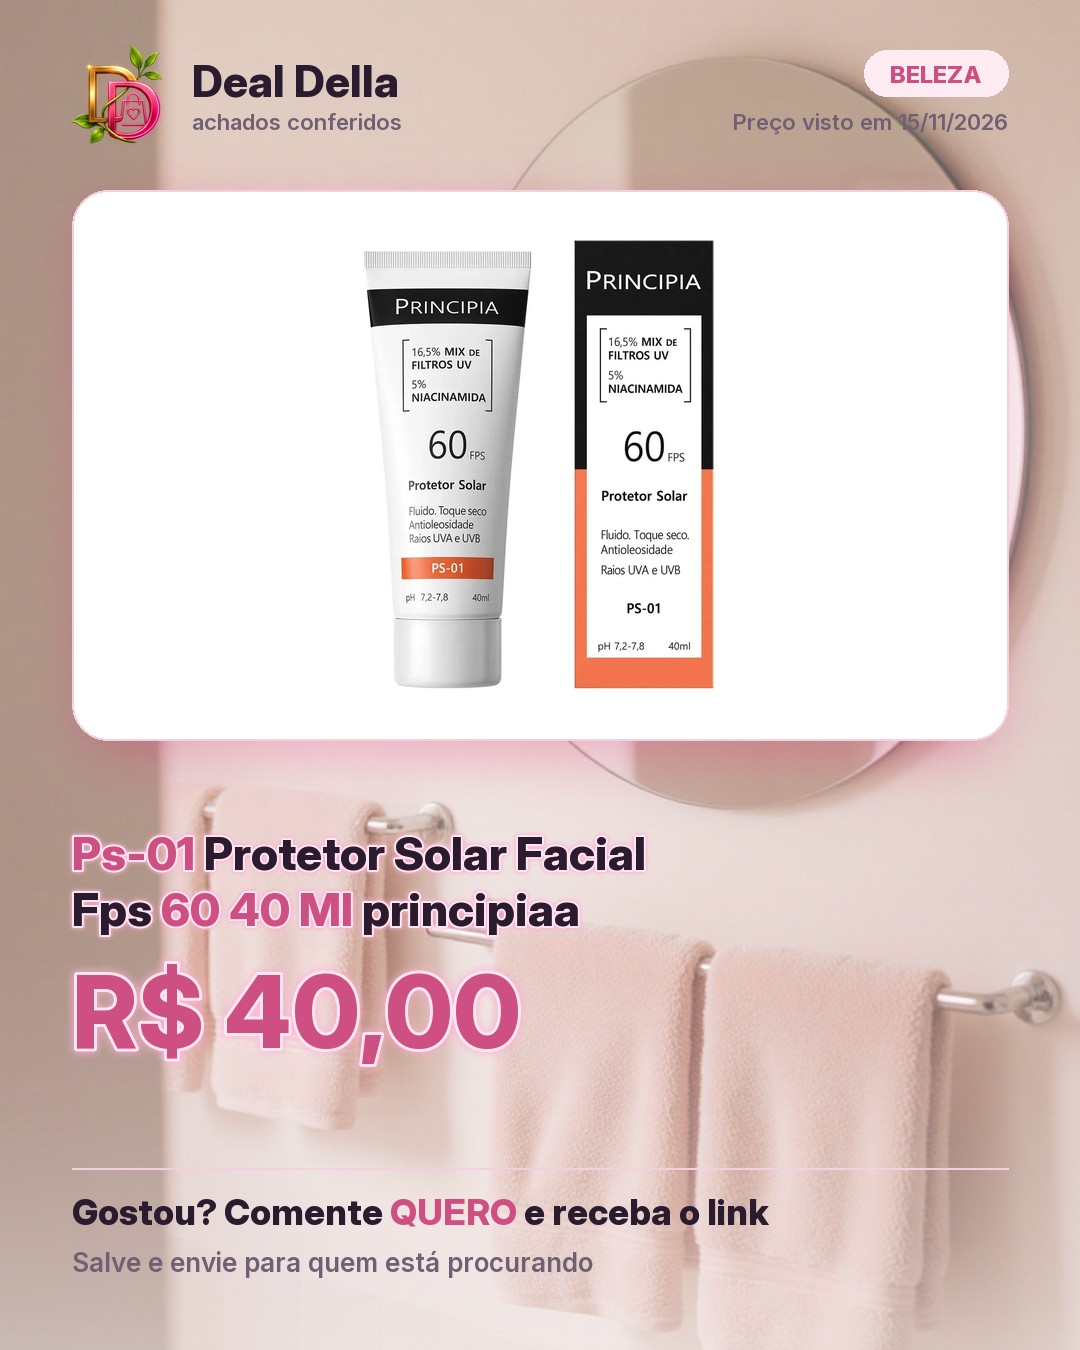 Deal Della
achados conferidos
BELEZA
Preço visto em 15/11/2026
PRINCIPIA
16,5% MIX DE
FILTROS UV
5%
NIACINAMIDA
60 FPS
Protetor Solar
Fluido. Toque seco
Antioleosidade
Raios UVA e UVB
PS-01
pH 7,2-7,8 40ml
PRINCIPIA
16,5% MIX DE
FILTROS UV
5%
NIACINAMIDA
60 FPS
Protetor Solar
Fluido. Toque seco.
Antioleosidade
Raios UVA e UVB
PS-01
pH 7,2-7,8 40ml
Ps-01 Protetor Solar Facial
Fps 60 40 Ml principiaa
R$ 40,00
Gostou? Comente QUERO e receba o link
Salve e envie para quem está procurando